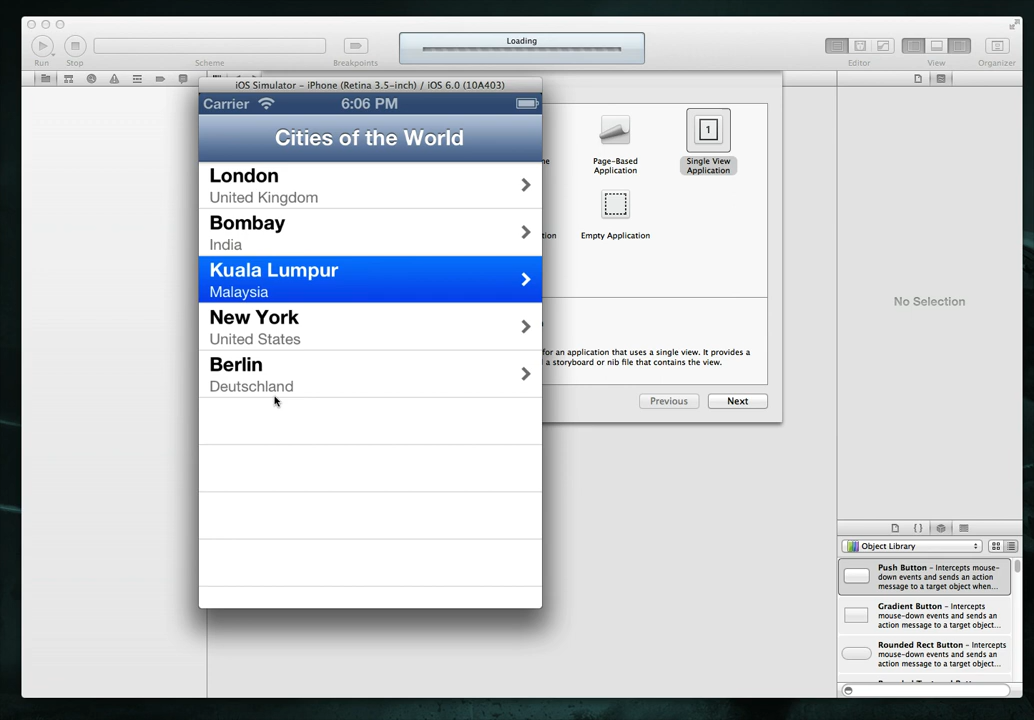 Loading
Run
Stop
Scheme
Breakpoints
Editor
View
Organizer
iOS Simulator - iPhone (Retina 3.5-inch) / iOS 6.0 (10A403)
Carrier
6:06 PM
Cities of the World
London
United Kingdom
Bombay
India
Kuala Lumpur
Malaysia
New York
United States
Berlin
Deutschland
Page-Based
Application
1
Single View
Application
Empty Application
for an application that uses a single view. It provides a
a storyboard or nib file that contains the view.
Previous
Next
No Selection
{ }
Object Library
Push Button - Intercepts mouse-
down events and sends an action
message to a target object when...
Gradient Button - Intercepts
mouse-down events and sends an
action message to a target object...
Rounded Rect Button - Intercepts
mouse-down events and sends an
action message to a target object...